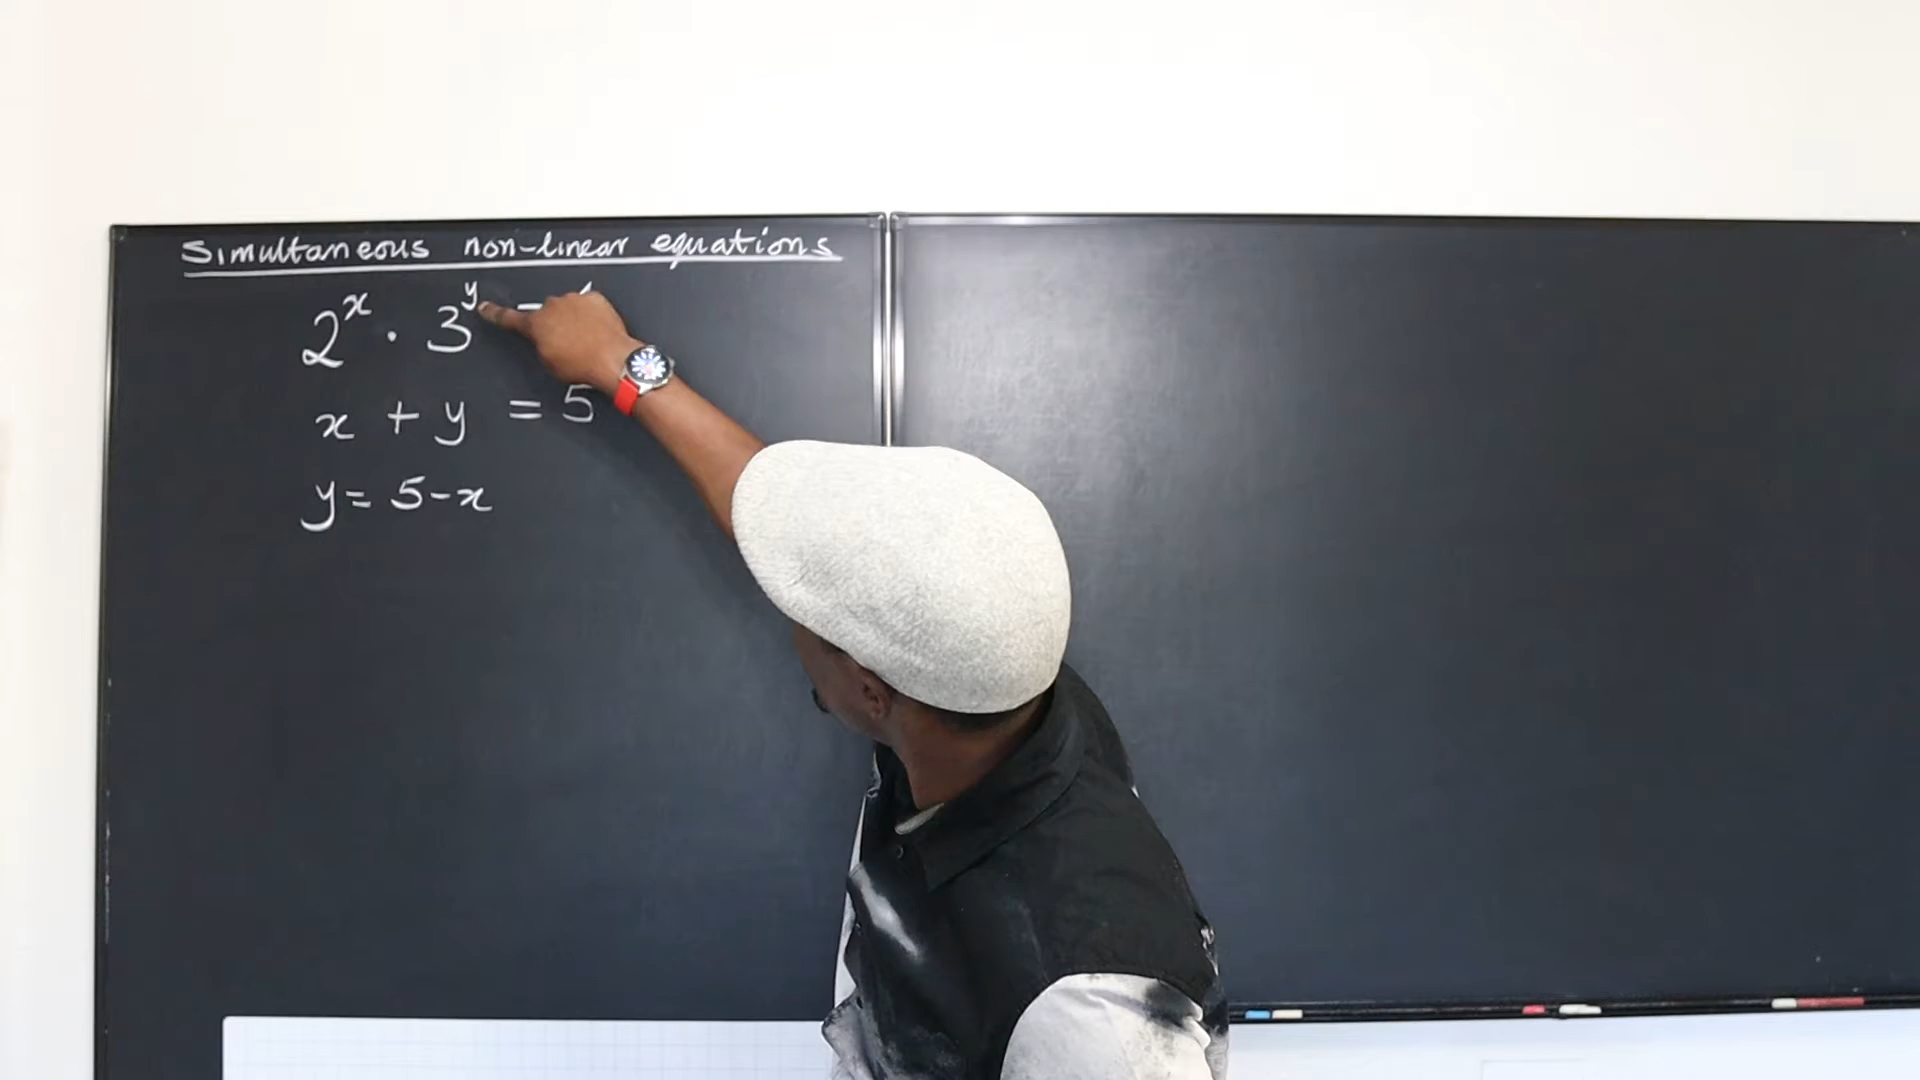 Simultaneous non-linear equations
2^x · 3^y =
x + y = 5
y = 5-x